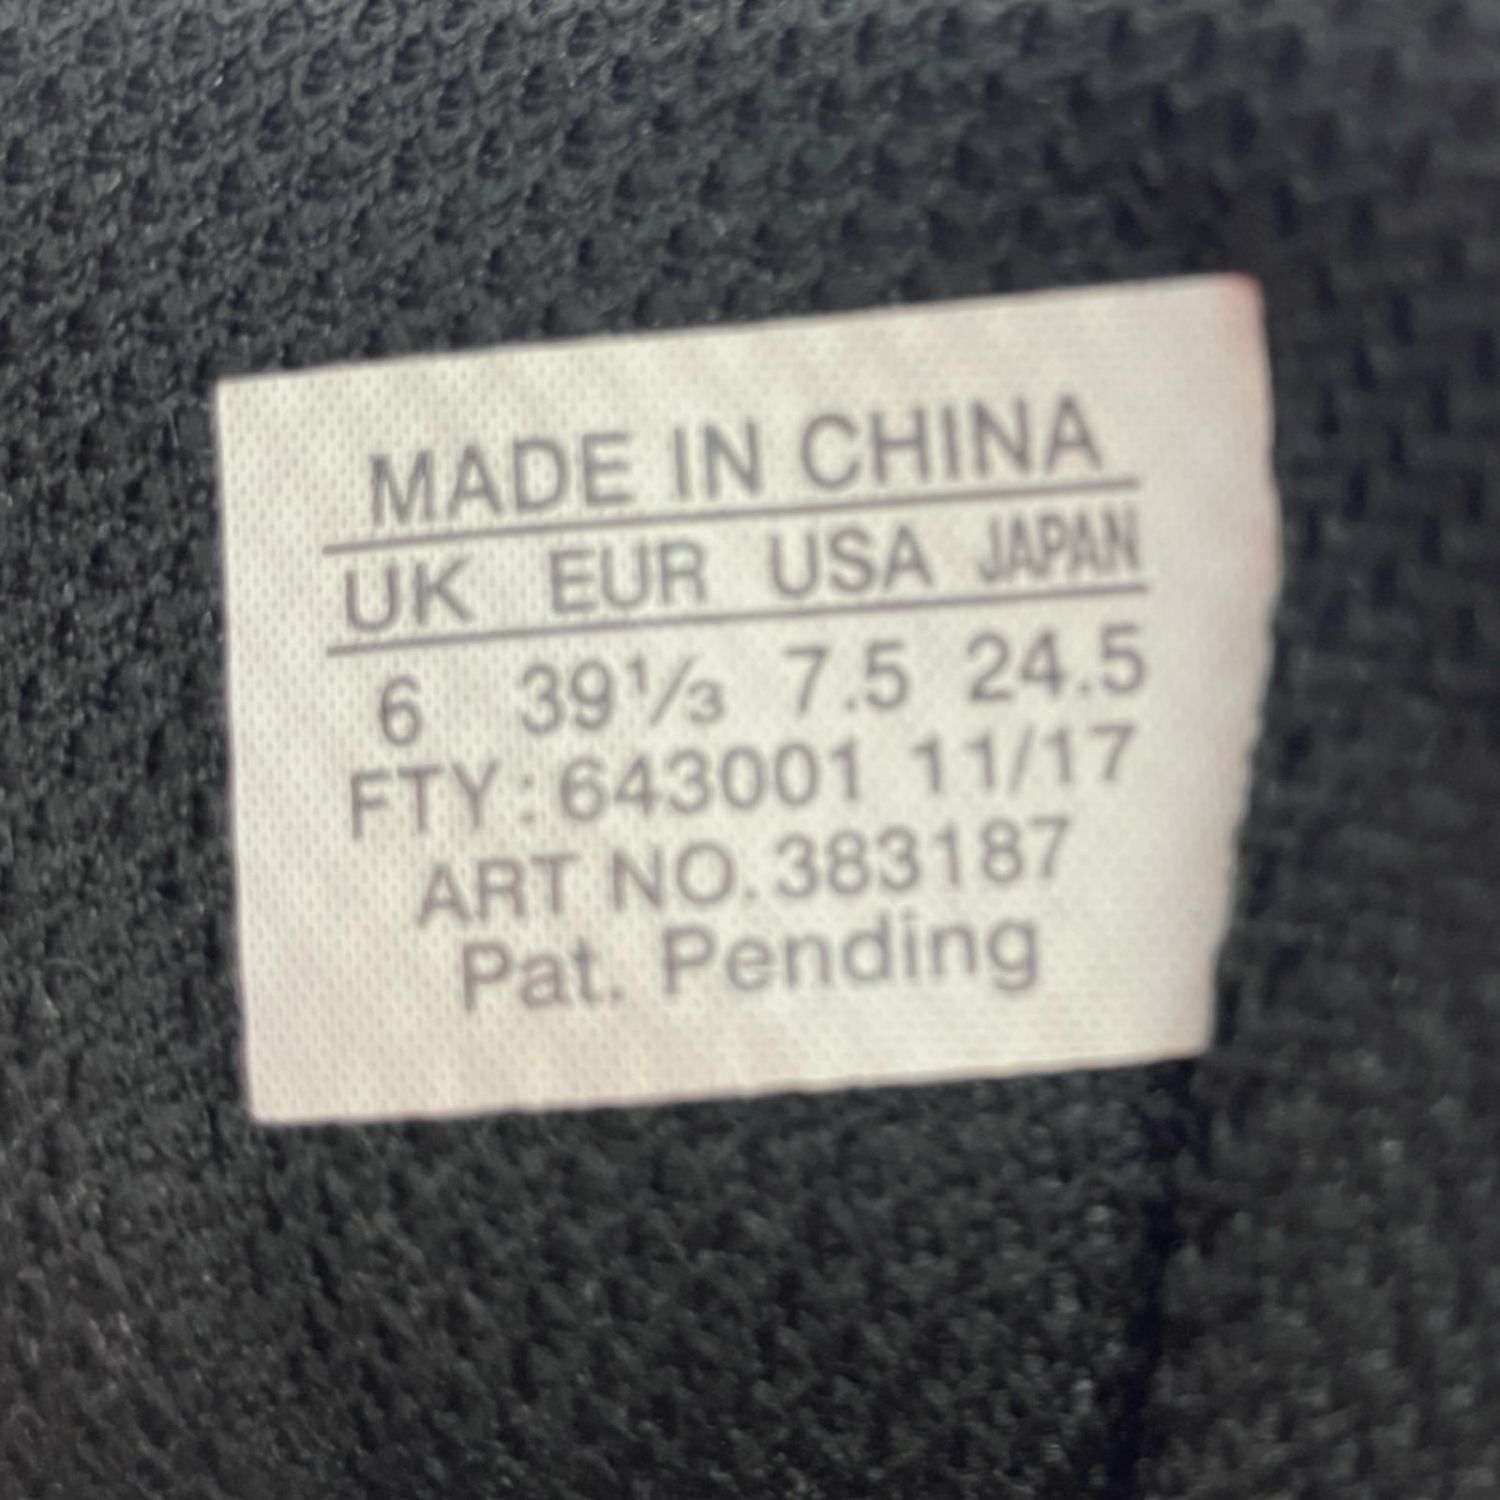 MADE IN CHINA
UK EUR USA JAPAN
6 39⅓ 7.5 24.5
FTY: 643001 11/17
ART NO. 383187
Pat. Pending